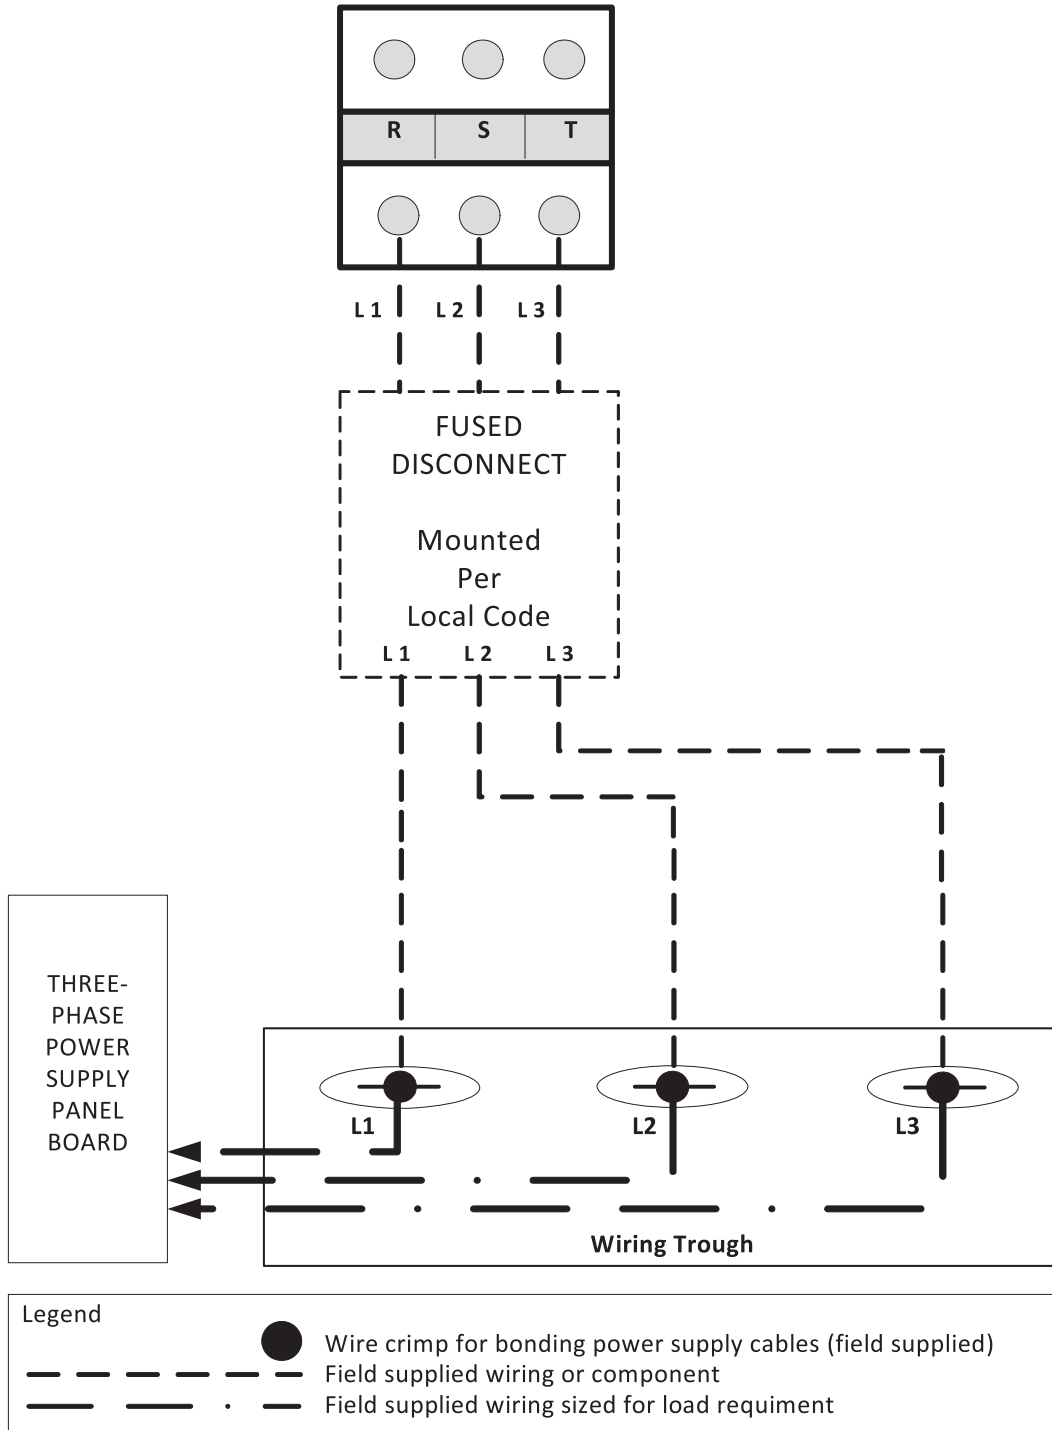 R S T
L 1 L 2 L 3
FUSED
DISCONNECT
Mounted
Per
Local Code
L 1 L 2 L 3
THREE-
PHASE
POWER
SUPPLY
PANEL
BOARD
L1 L2 L3
Wiring Trough
Legend
Wire crimp for bonding power supply cables (field supplied)
Field supplied wiring or component
Field supplied wiring sized for load requiment